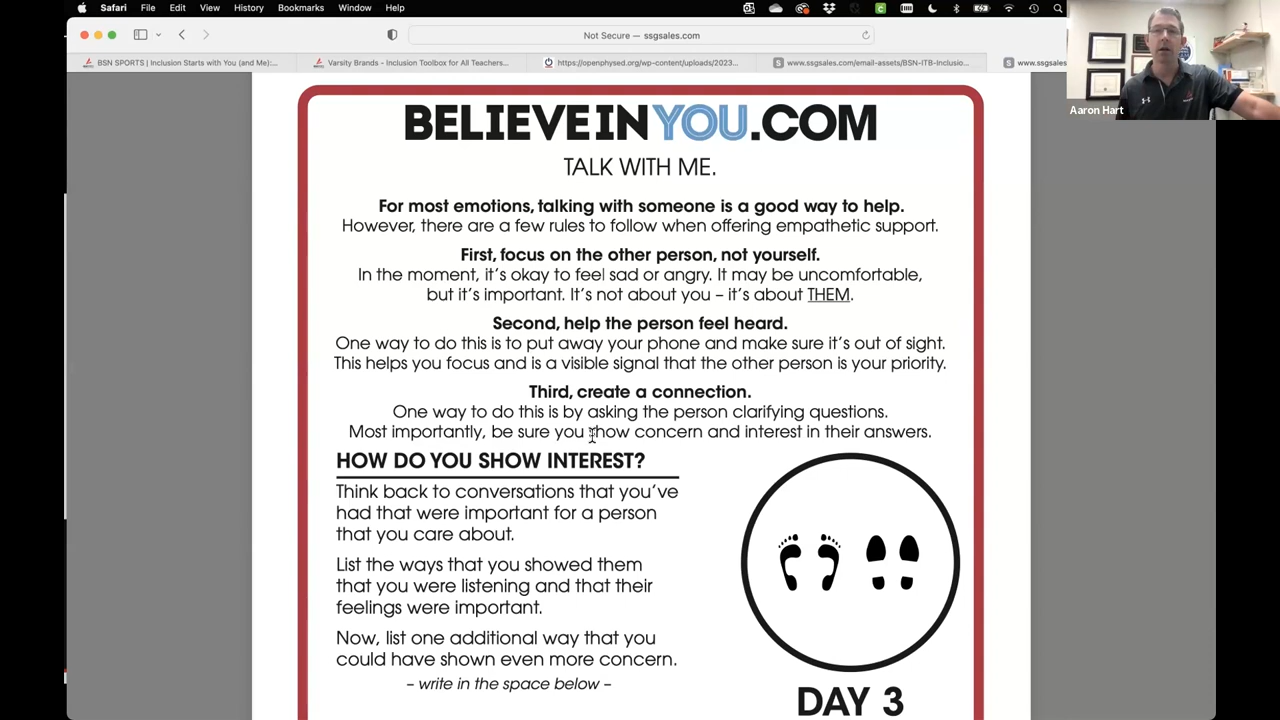 Safari File Edit View History Bookmarks Window Help
Not Secure — ssgsales.com
BSN SPORTS | Inclusion Starts with You (and Me):...
Varsity Brands - Inclusion Toolbox for All Teachers...
https://openphysed.org/wp-content/uploads/2023...
www.ssgsales.com/email-assets/BSN-ITB-Inclusio...
www.ssgsales.com/em
Aaron Hart
BELIEVEINYOU.COM
TALK WITH ME.
For most emotions, talking with someone is a good way to help.
However, there are a few rules to follow when offering empathetic support.
First, focus on the other person, not yourself.
In the moment, it's okay to feel sad or angry. It may be uncomfortable,
but it's important. It's not about you – it's about THEM.
Second, help the person feel heard.
One way to do this is to put away your phone and make sure it's out of sight.
This helps you focus and is a visible signal that the other person is your priority.
Third, create a connection.
One way to do this is by asking the person clarifying questions.
Most importantly, be sure you show concern and interest in their answers.
HOW DO YOU SHOW INTEREST?
Think back to conversations that you've
had that were important for a person
that you care about.
List the ways that you showed them
that you were listening and that their
feelings were important.
Now, list one additional way that you
could have shown even more concern.
– write in the space below –
DAY 3